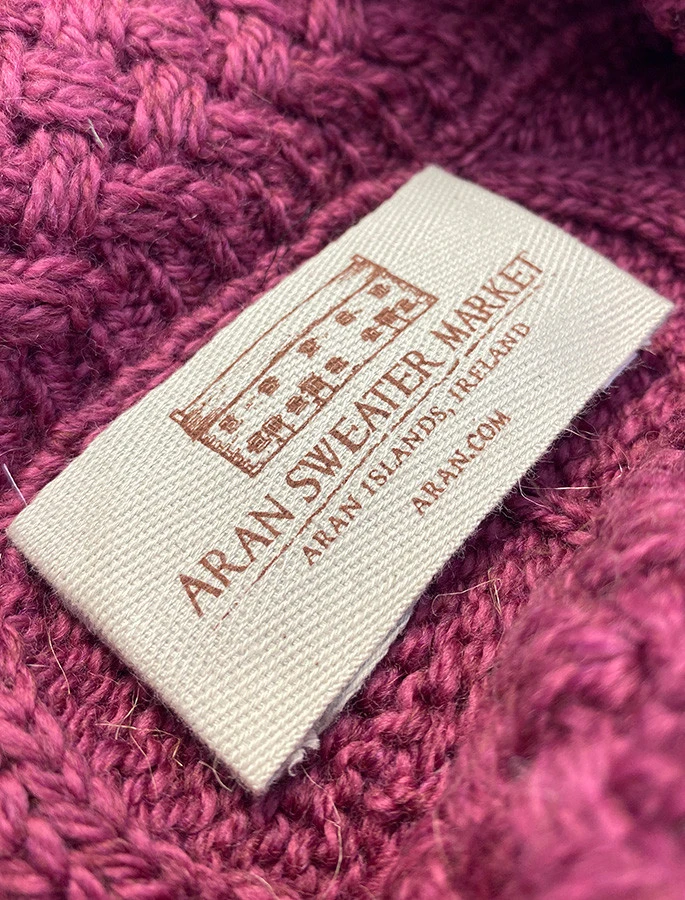 ARAN SWEATER MARKET
ARAN ISLANDS, IRELAND
ARAN.COM